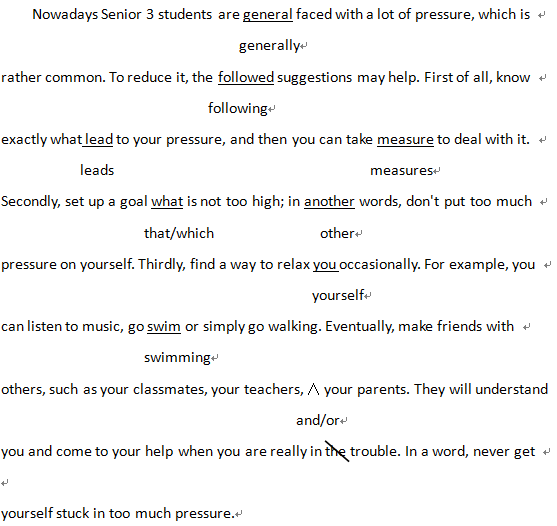 Nowadays Senior 3 students are general faced with a lot of pressure, which is
generally
rather common. To reduce it, the followed suggestions may help. First of all, know
following
exactly what lead to your pressure, and then you can take measure to deal with it.
leads measures
Secondly, set up a goal what is not too high; in another words, don't put too much
that/which other
pressure on yourself. Thirdly, find a way to relax you occasionally. For example, you
yourself
can listen to music, go swim or simply go walking. Eventually, make friends with
swimming
others, such as your classmates, your teachers, ∧ your parents. They will understand
and/or
you and come to your help when you are really in the trouble. In a word, never get
yourself stuck in too much pressure.